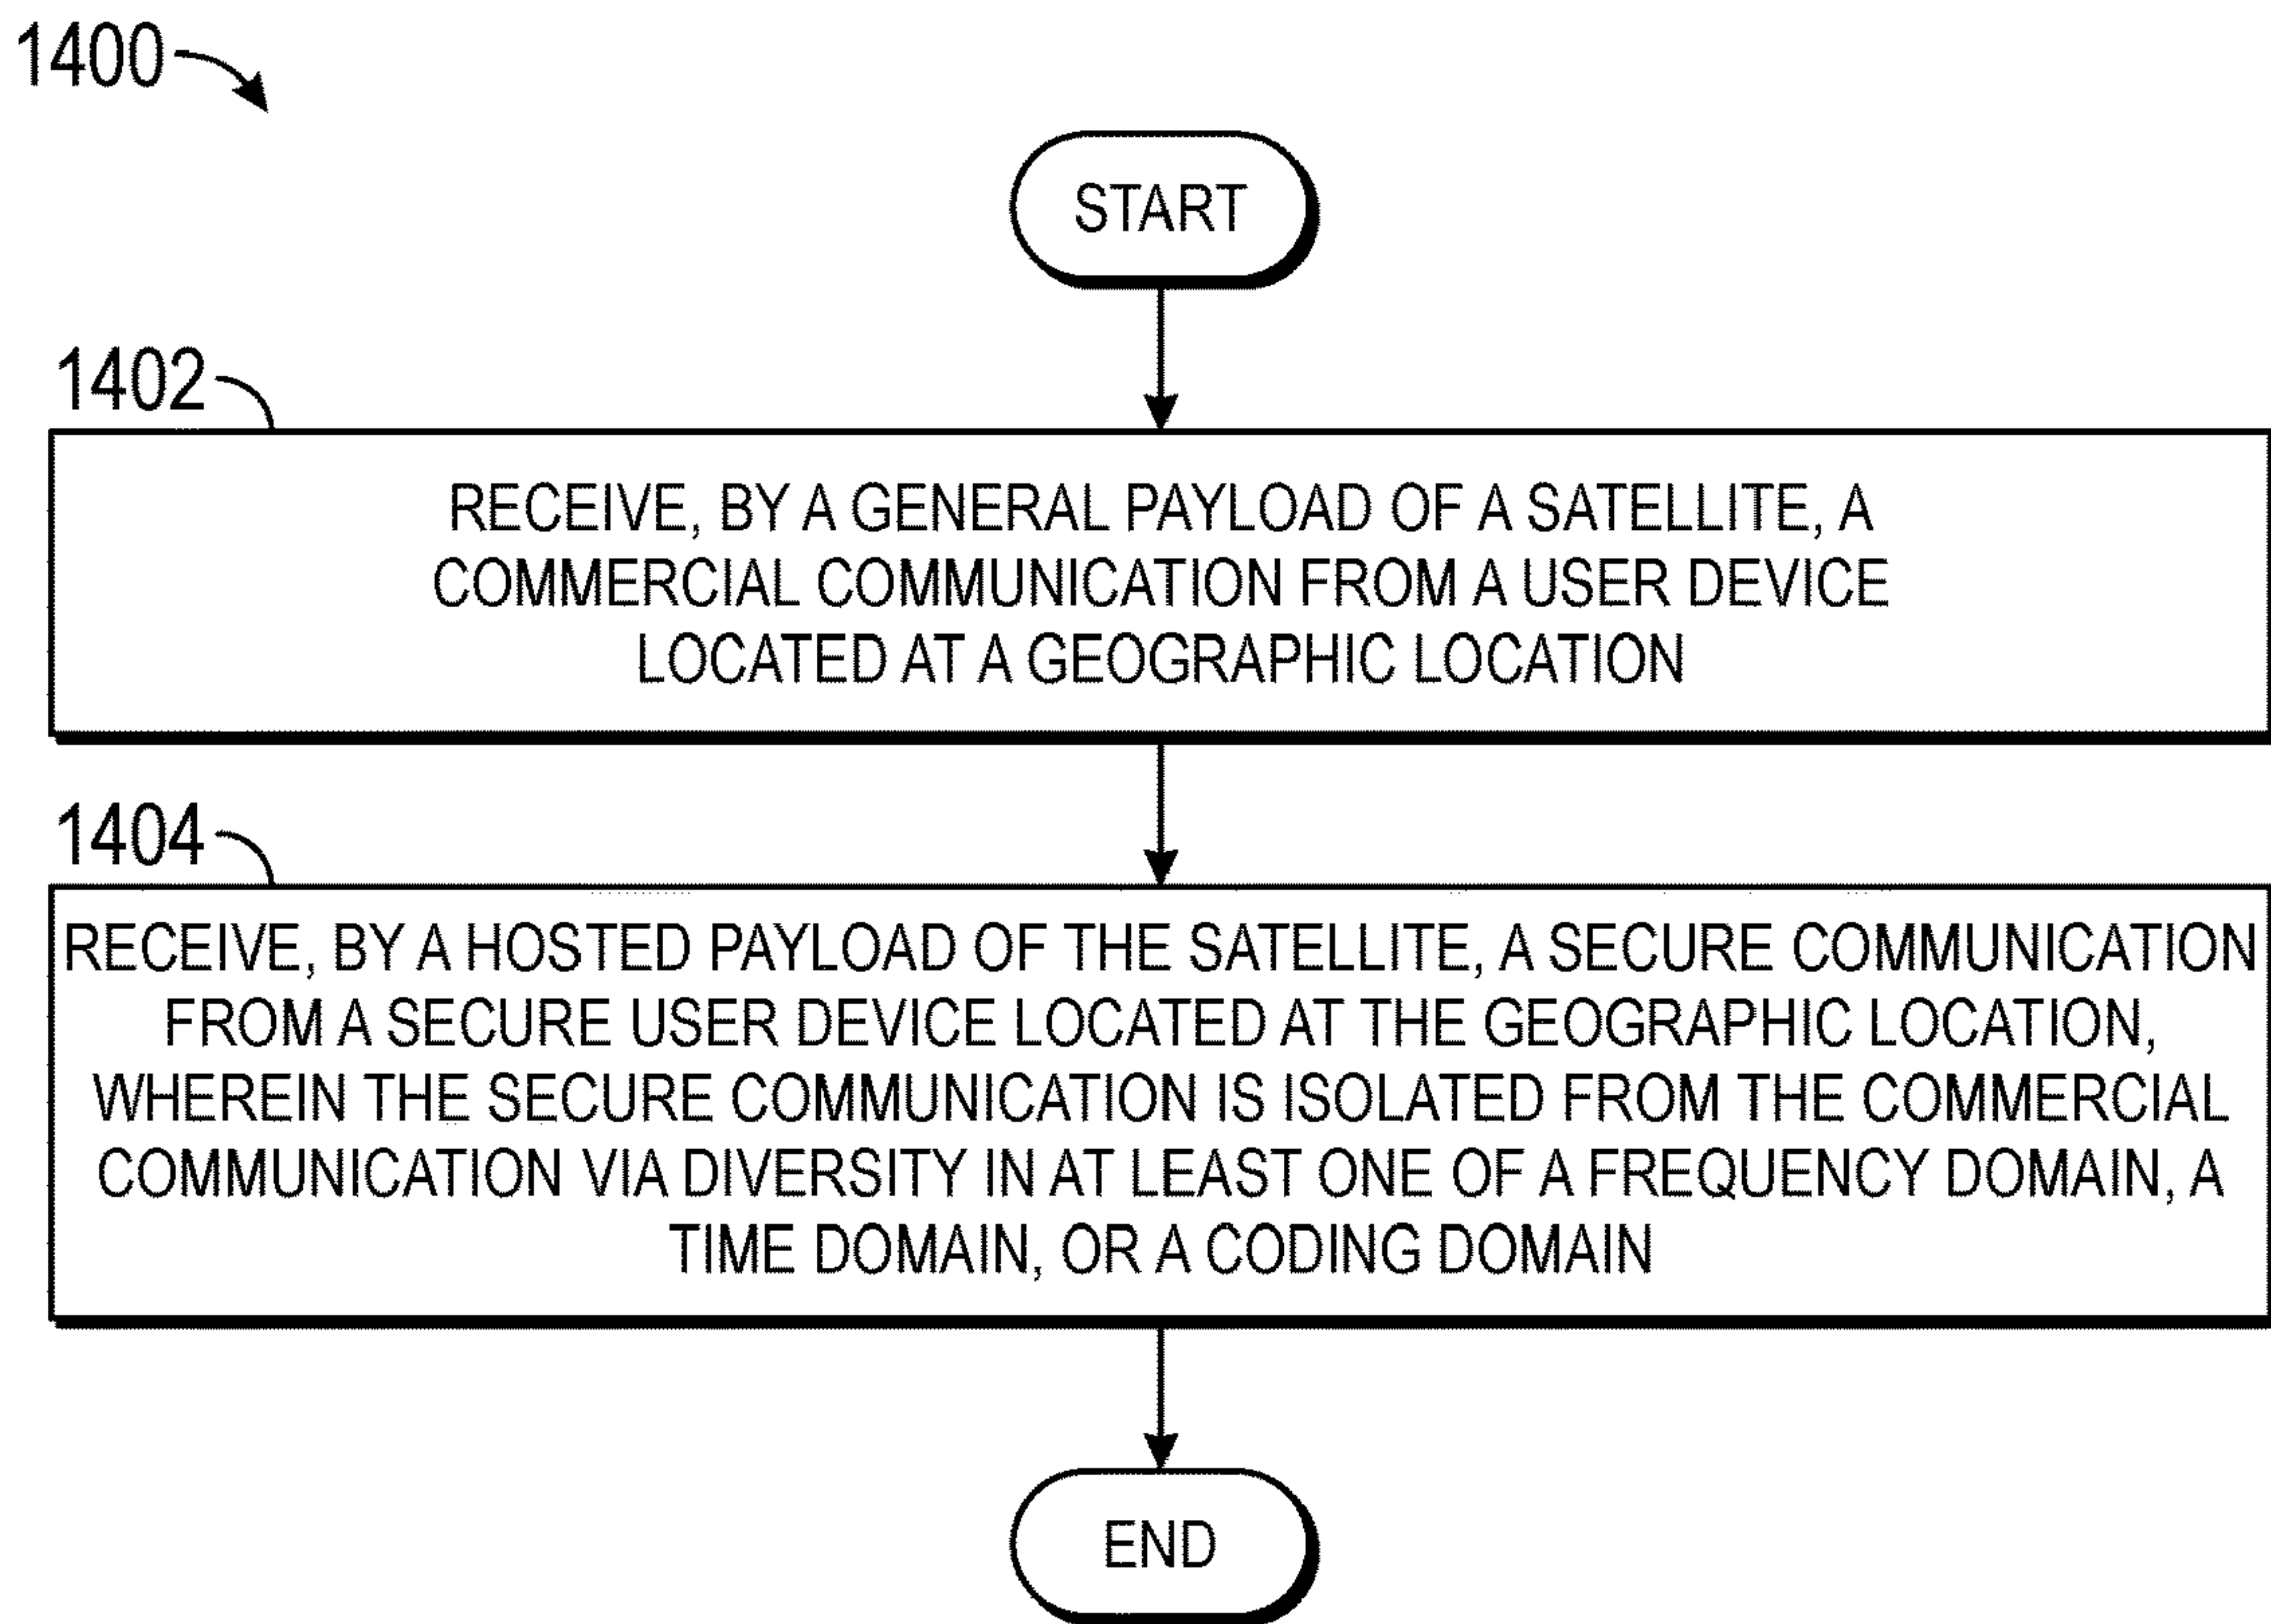 1400
START
1402
RECEIVE, BY A GENERAL PAYLOAD OF A SATELLITE, A
COMMERCIAL COMMUNICATION FROM A USER DEVICE
LOCATED AT A GEOGRAPHIC LOCATION
1404
RECEIVE, BY A HOSTED PAYLOAD OF THE SATELLITE, A SECURE COMMUNICATION
FROM A SECURE USER DEVICE LOCATED AT THE GEOGRAPHIC LOCATION,
WHEREIN THE SECURE COMMUNICATION IS ISOLATED FROM THE COMMERCIAL
COMMUNICATION VIA DIVERSITY IN AT LEAST ONE OF A FREQUENCY DOMAIN, A
TIME DOMAIN, OR A CODING DOMAIN
END